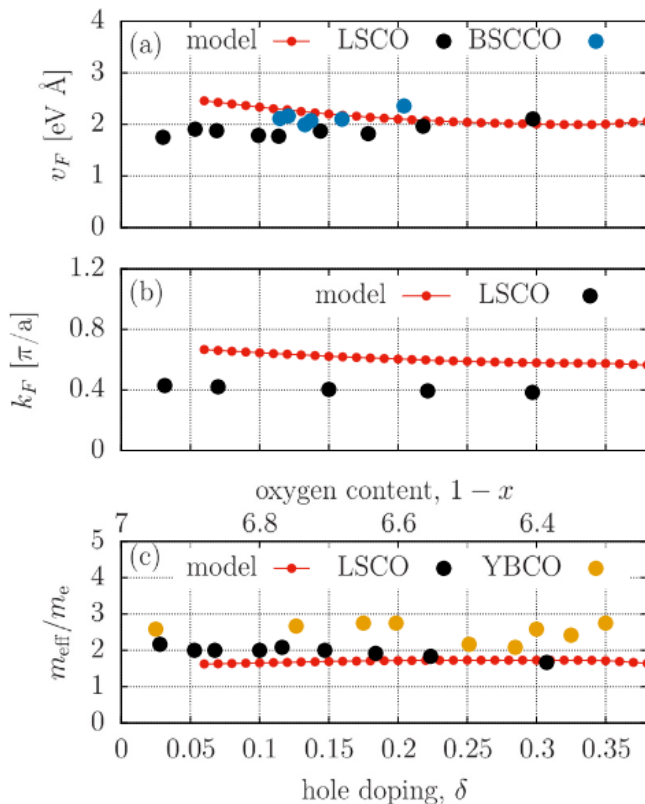 (a) model LSCO BSCCO
4
3
2
1
0
v_F [eV Å]
(b) model LSCO
1.2
0.8
0.4
0
k_F [π/a]
oxygen content, 1 − x
7 6.8 6.6 6.4
(c) model LSCO YBCO
5
4
3
2
1
0
m_eff/m_e
0 0.05 0.1 0.15 0.2 0.25 0.3 0.35
hole doping, δ